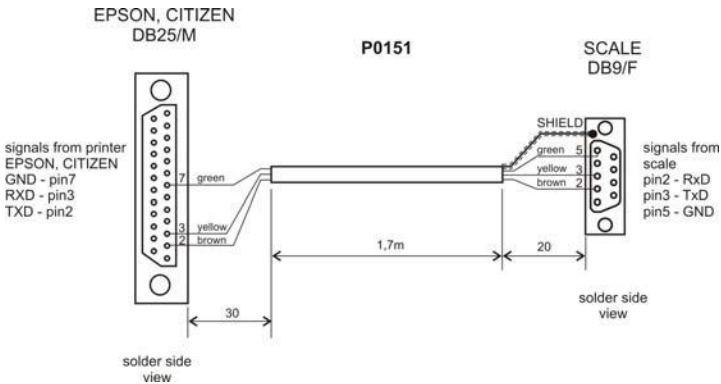 EPSON, CITIZEN
DB25/M
P0151
SCALE
DB9/F
signals from printer
EPSON, CITIZEN
GND - pin7
RXD - pin3
TXD - pin2
7 green
3 yellow
2 brown
SHIELD
green 5
yellow 3
brown 2
signals from
scale
pin2 - RxD
pin3 - TxD
pin5 - GND
1,7m
20
30
solder side
view
solder side
view